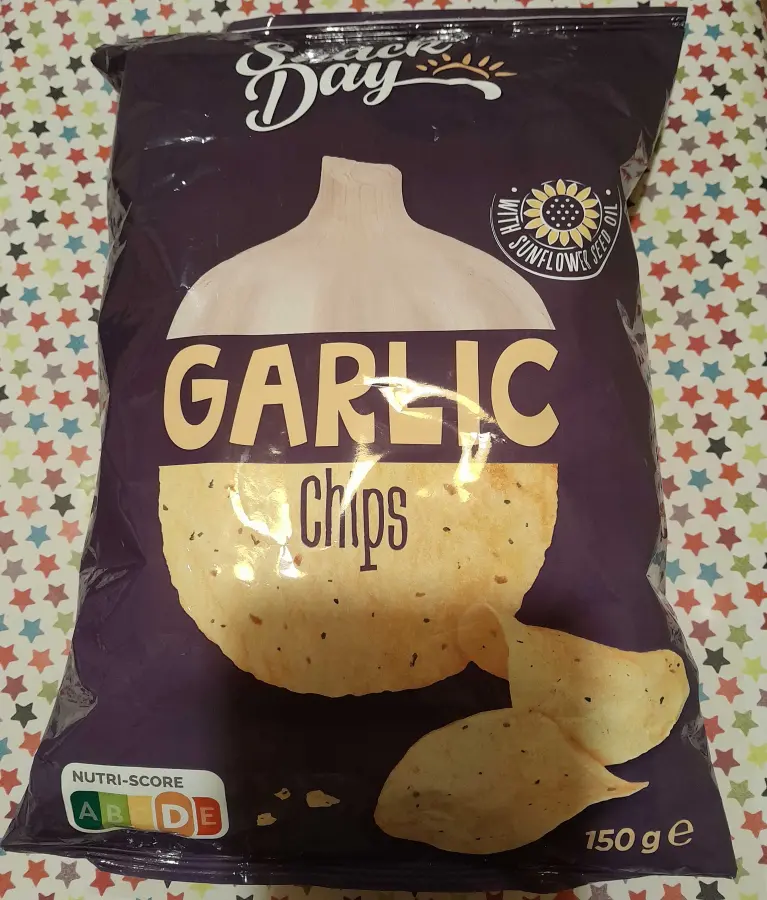 Snack
Day
• WITH SUNFLOWER SEED OIL •
GARLIC
chips
NUTRI-SCORE
A B C D E
150 g e